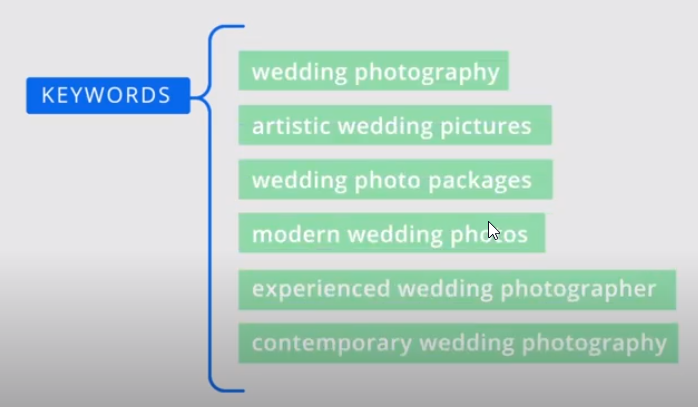 KEYWORDS
wedding photography
artistic wedding pictures
wedding photo packages
modern wedding photos
experienced wedding photographer
contemporary wedding photography